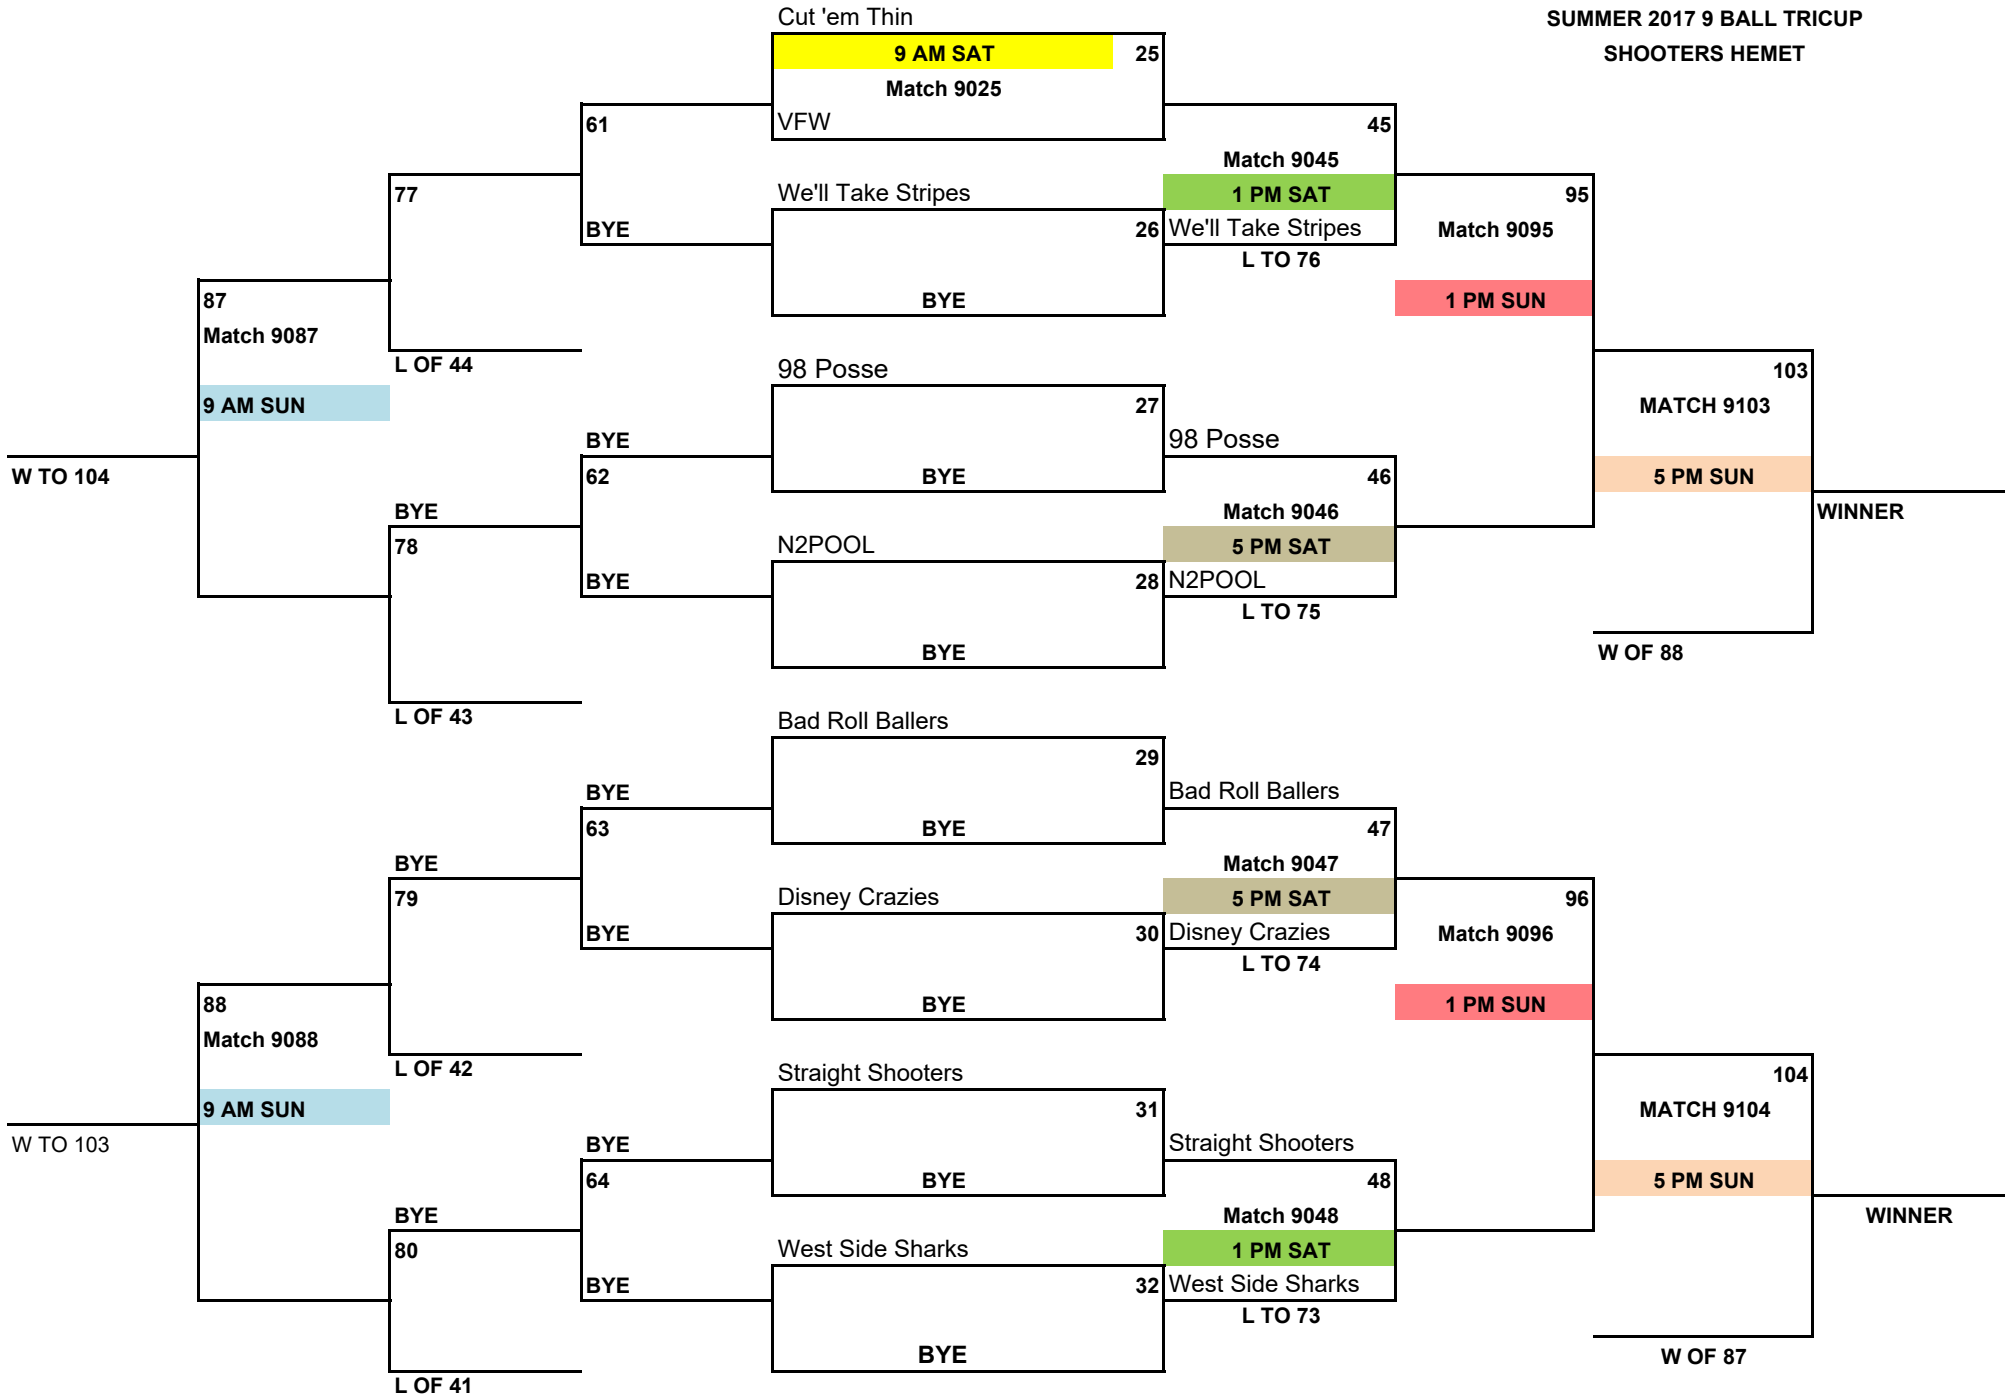 Cut 'em Thin
SUMMER 2017 9 BALL TRICUP
9 AM SAT 25
SHOOTERS HEMET
Match 9025
61 VFW 45
Match 9045
77 We'll Take Stripes 1 PM SAT 95
BYE 26 We'll Take Stripes Match 9095
L TO 76
87 BYE 1 PM SUN
Match 9087
L OF 44 98 Posse 103
9 AM SUN 27 MATCH 9103
BYE 98 Posse
W TO 104 62 BYE 46 5 PM SUN
BYE Match 9046 WINNER
78 N2POOL 5 PM SAT
BYE 28 N2POOL
L TO 75
BYE W OF 88
L OF 43 Bad Roll Ballers
29
BYE Bad Roll Ballers
63 BYE 47
BYE Match 9047
79 Disney Crazies 5 PM SAT 96
BYE 30 Disney Crazies Match 9096
L TO 74
88 BYE 1 PM SUN
Match 9088
L OF 42 Straight Shooters 104
9 AM SUN 31 MATCH 9104
W TO 103 BYE Straight Shooters
64 BYE 48 5 PM SUN
BYE Match 9048 WINNER
80 West Side Sharks 1 PM SAT
BYE 32 West Side Sharks
L TO 73
BYE W OF 87
L OF 41